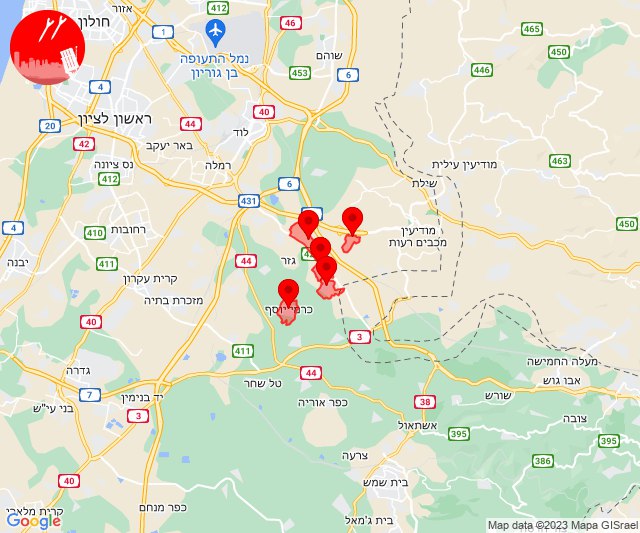 אזור
412
46
465
חולון
1
נמל התעופה
בן גוריון
שוהם
450
446
453
6
4
40
ראשון לציון
20
44
לוד
42
באר יעקב
מודיעין עילית
463
נס ציונה
רמלה
412
6
שילת
431
443
4
רחובות
410
מודיעין
מכבים רעות
יבנה
411
44
גזר
קרית עקרון
450
מזכרת בתיה
כרמי יוסף
40
3
411
מעלה החמישה
גדרה
44
טל שחר
אבו גוש
7
יד בנימין
שורש
בני עי"ש
3
כפר אוריה
38
צובה
אשתאול
395
395
צרעה
386
40
בית שמש
כפר מנחם
קרית מלאכי
בית ג'מאל
Google
Map data ©2023 Mapa GISrael